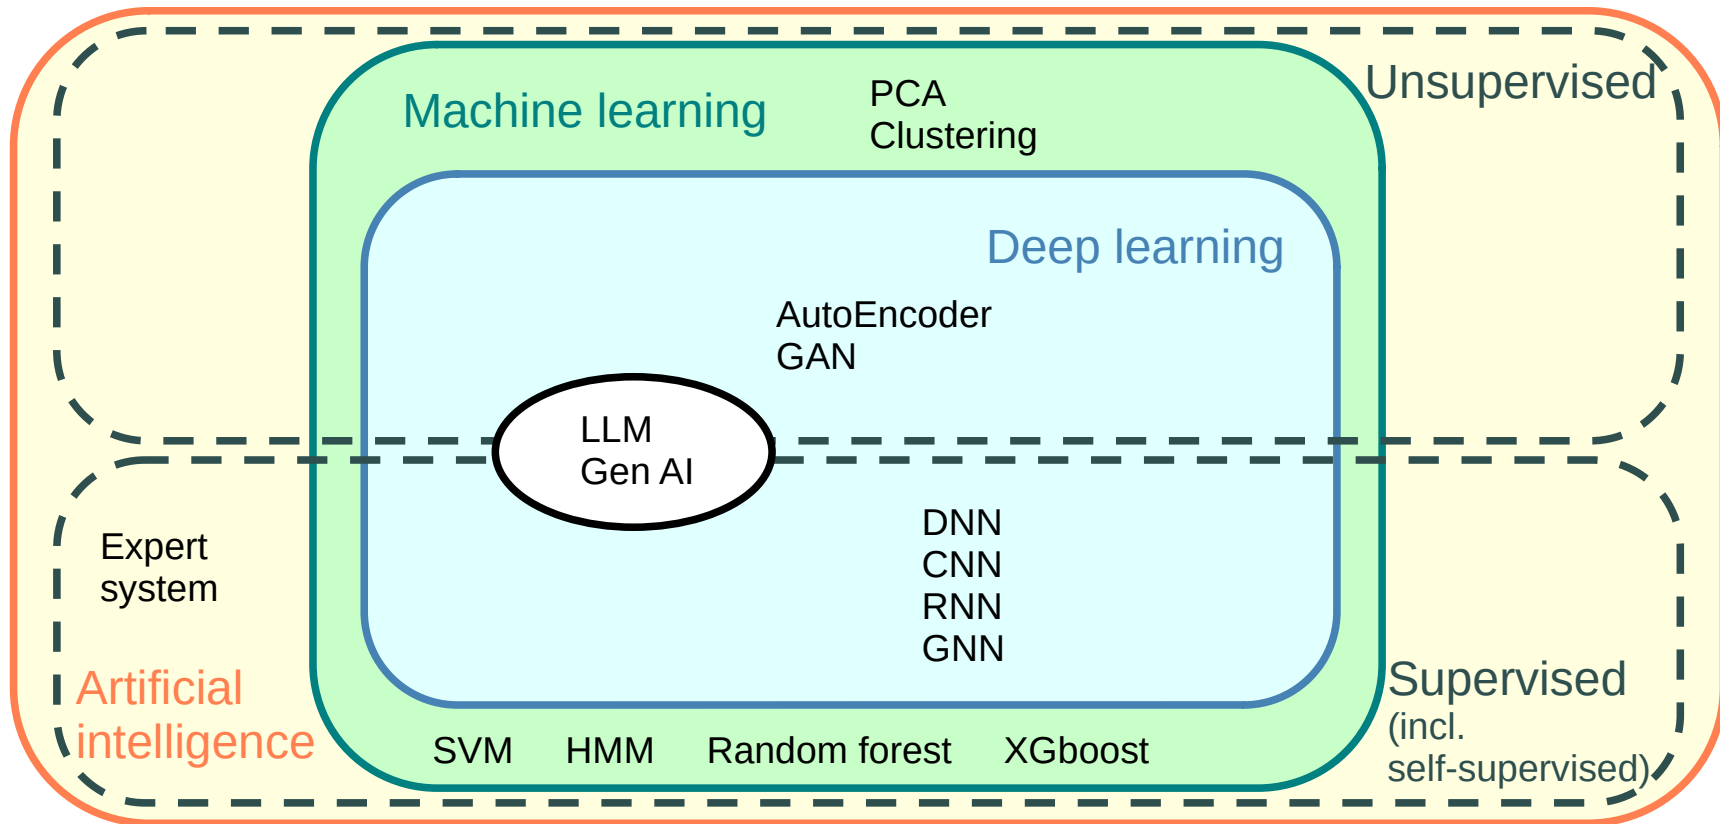 Machine learning
PCA
Clustering
Unsupervised
Deep learning
AutoEncoder
GAN
LLM
Gen AI
Expert
system
DNN
CNN
RNN
GNN
Artificial
intelligence
Supervised
(incl.
self-supervised)
SVM HMM Random forest XGboost